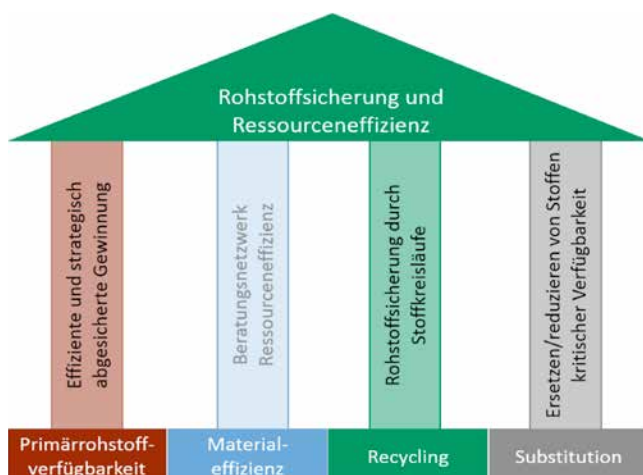 Rohstoffsicherung und
Ressourceneffizienz
Effiziente und strategisch
abgesicherte Gewinnung
Beratungsnetzwerk
Ressourceneffizienz
Rohstoffsicherung durch
Stoffkreisläufe
Ersetzen/reduzieren von Stoffen
kritischer Verfügbarkeit
Primärrohstoff-
verfügbarkeit
Material-
effizienz
Recycling
Substitution